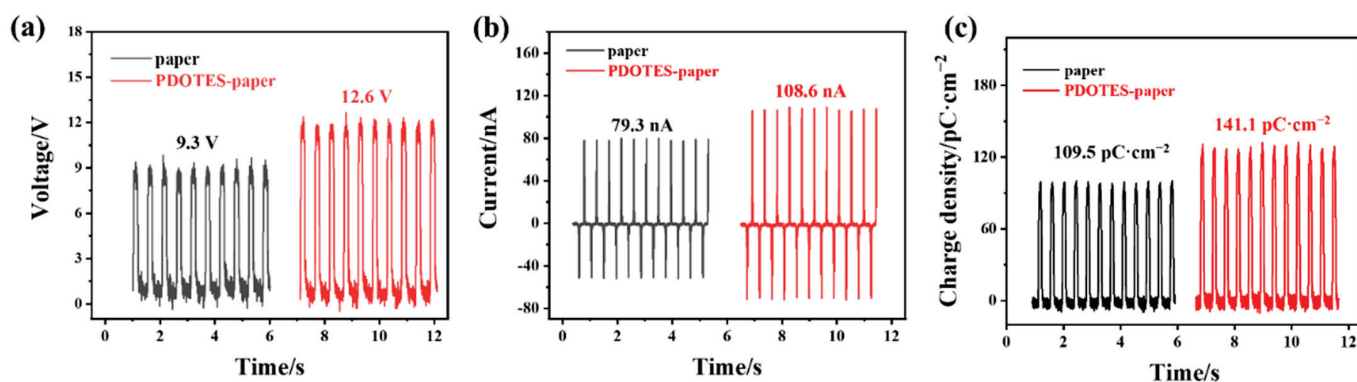 (a)
paper
PDOTES-paper
12.6 V
9.3 V
Voltage/V
18
15
12
9
6
3
0
0 2 4 6 8 10 12
Time/s
(b)
paper
PDOTES-paper
108.6 nA
79.3 nA
Current/nA
160
120
80
40
0
-40
-80
0 2 4 6 8 10 12
Time/s
(c)
paper
PDOTES-paper
141.1 pC·cm⁻²
109.5 pC·cm⁻²
Charge density/pC·cm⁻²
180
120
60
0
0 2 4 6 8 10 12
Time/s